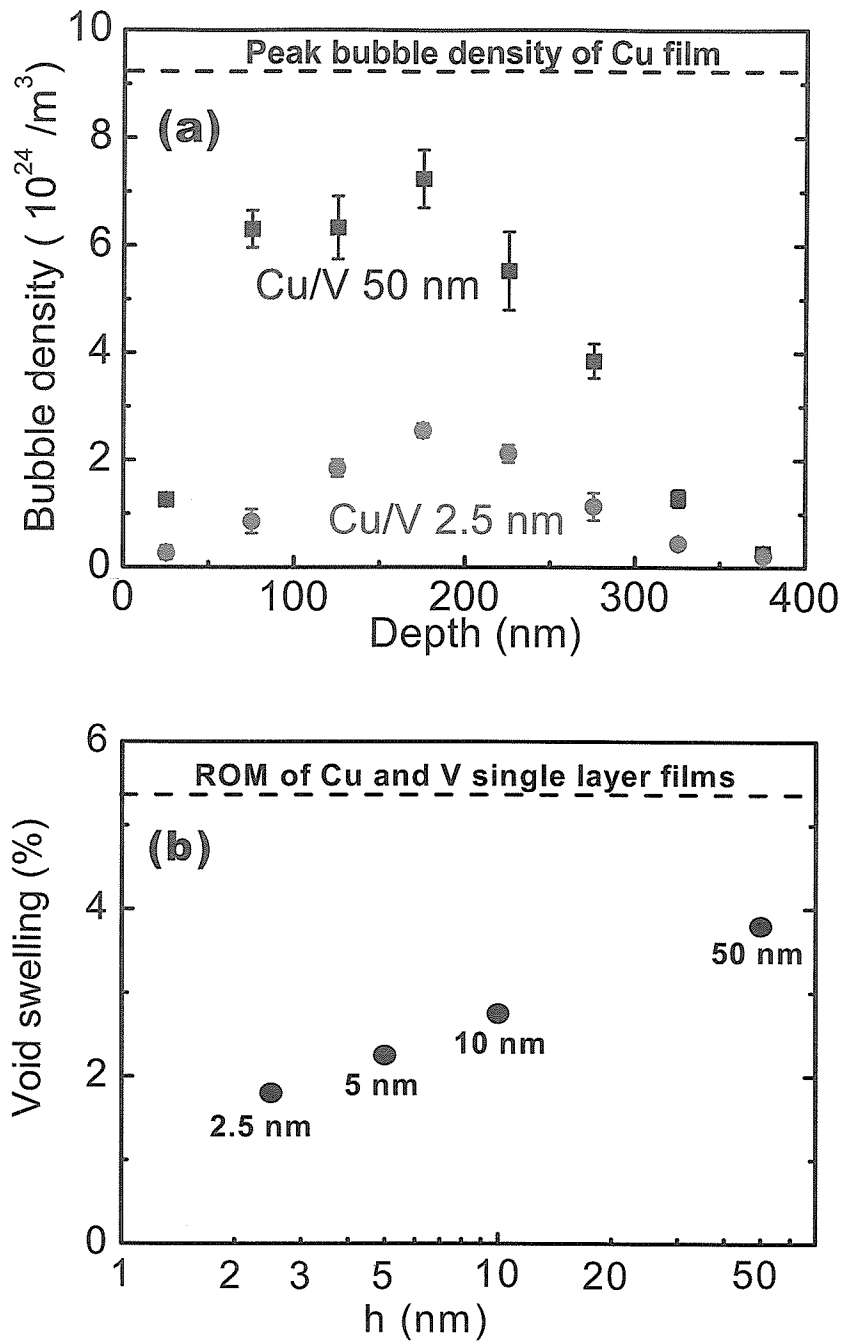 10
8
6
4
2
0
Bubble density ( 10²⁴ /m³)
Peak bubble density of Cu film
(a)
Cu/V 50 nm
Cu/V 2.5 nm
0 100 200 300 400
Depth (nm)
6
4
2
0
Void swelling (%)
ROM of Cu and V single layer films
(b)
50 nm
10 nm
5 nm
2.5 nm
1 2 3 5 10 20 50
h (nm)